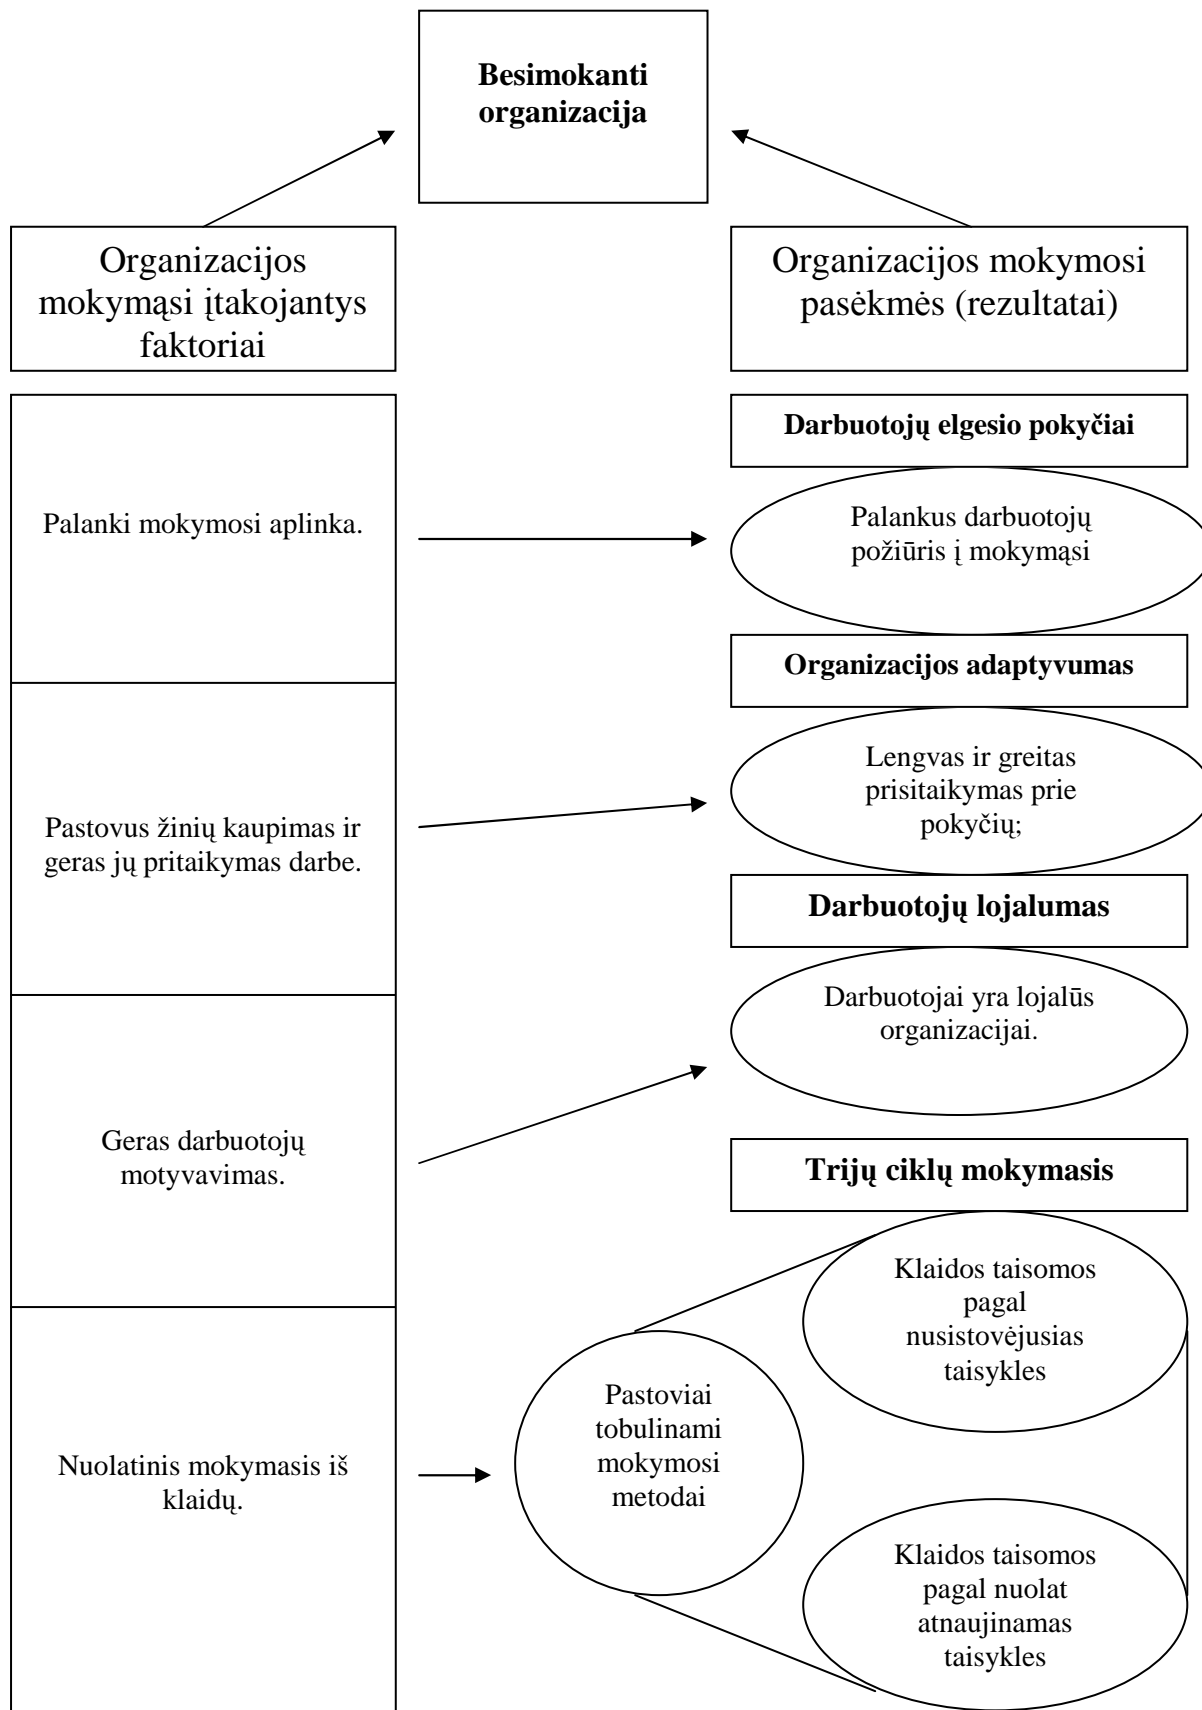 Besimokanti
organizacija
Organizacijos
mokymąsi įtakojantys
faktoriai
Organizacijos mokymosi
pasėkmės (rezultatai)
Palanki mokymosi aplinka.
Darbuotojų elgesio pokyčiai
Palankus darbuotojų
požiūris į mokymąsi
Organizacijos adaptyvumas
Pastovus žinių kaupimas ir
geras jų pritaikymas darbe.
Lengvas ir greitas
prisitaikymas prie
pokyčių;
Darbuotojų lojalumas
Darbuotojai yra lojalūs
organizacijai.
Geras darbuotojų
motyvavimas.
Trijų ciklų mokymasis
Nuolatinis mokymasis iš
klaidų.
Pastoviai
tobulinami
mokymosi
metodai
Klaidos taisomos
pagal
nusistovėjusias
taisykles
Klaidos taisomos
pagal nuolat
atnaujinamas
taisykles